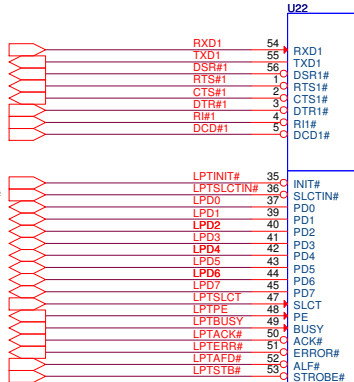 U22
RXD1 54 RXD1
TXD1 55 TXD1
DSR#1 56 DSR1#
RTS#1 1 RTS1#
CTS#1 2 CTS1#
DTR#1 3 DTR1#
RI#1 4 RI1#
DCD#1 5 DCD1#
LPTINIT# 35 INIT#
LPTSLCTIN# 36 SLCTIN#
LPD0 37 PD0
LPD1 39 PD1
LPD2 40 PD2
LPD3 41 PD3
LPD4 42 PD4
LPD5 43 PD5
LPD6 44 PD6
LPD7 45 PD7
LPTSLCT 47 SLCT
LPTPE 48 PE
LPTBUSY 49 BUSY
LPTACK# 50 ACK#
LPTERR# 51 ERROR#
LPTAFD# 52 ALF#
LPTSTB# 53 STROBE#